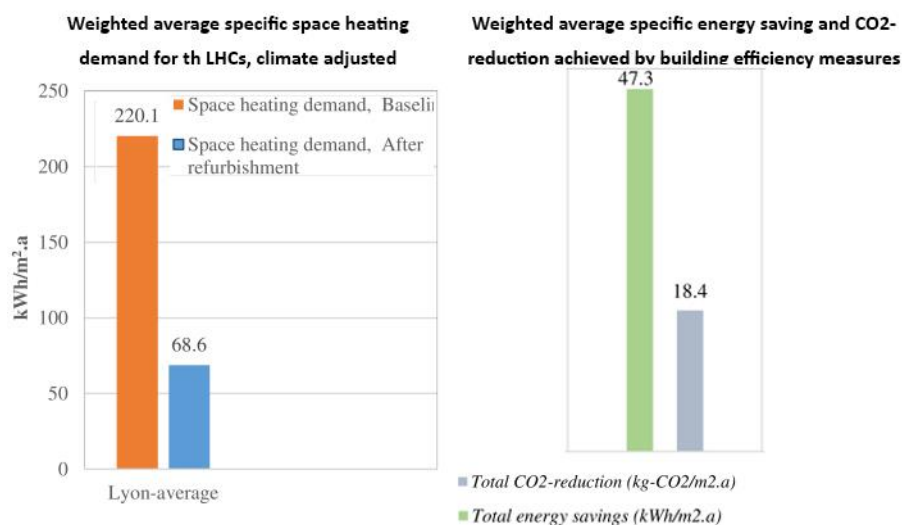 Weighted average specific space heating
demand for th LHCs, climate adjusted
250
200
150
100
50
0
kWh/m².a
220.1
68.6
Space heating demand, Baselin
Space heating demand, After
refurbishment
Lyon-average
Weighted average specific energy saving and CO2-
reduction achieved by building efficiency measures
47.3
18.4
Total CO2-reduction (kg-CO2/m2.a)
Total energy savings (kWh/m2.a)